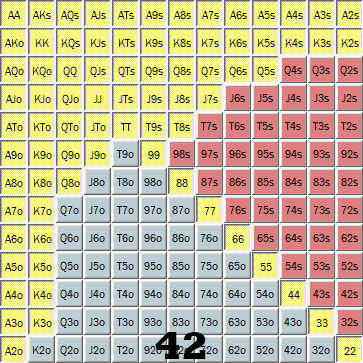 AA AKs AQs AJs ATs A9s A8s A7s A6s A5s A4s A3s A2s
AKo KK KQs KJs KTs K9s K8s K7s K6s K5s K4s K3s K2s
AQo KQo QQ QJs QTs Q9s Q8s Q7s Q6s Q5s Q4s Q3s Q2s
AJo KJo QJo JJ JTs J9s J8s J7s J6s J5s J4s J3s J2s
ATo KTo QTo JTo TT T9s T8s T7s T6s T5s T4s T3s T2s
A9o K9o Q9o J9o T9o 99 98s 97s 96s 95s 94s 93s 92s
A8o K8o Q8o J8o T8o 98o 88 87s 86s 85s 84s 83s 82s
A7o K7o Q7o J7o T7o 97o 87o 77 76s 75s 74s 73s 72s
A6o K6o Q6o J6o T6o 96o 86o 76o 66 65s 64s 63s 62s
A5o K5o Q5o J5o T5o 95o 85o 75o 65o 55 54s 53s 52s
A4o K4o Q4o J4o T4o 94o 84o 74o 64o 54o 44 43s 42s
A3o K3o Q3o J3o T3o 93o 83o 73o 63o 53o 43o 33 32s
A2o K2o Q2o J2o T2o 92o 72o 62o 52o 42o 32o 22
42